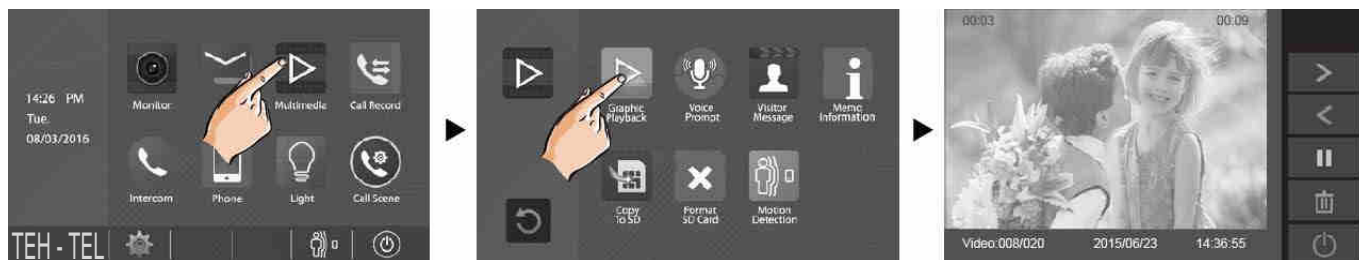 14:26 PM
Tue.
08/03/2016
Monitor
Multimedia
Call Record
Intercom
Phone
Light
Call Scene
TEH - TEL
Graphic
Playback
Voice
Prompt
Visitor
Message
Memo
Information
Copy
To SD
Format
SD Card
Motion
Detection
00:03
00:09
Video:008/020
2015/06/23
14:36:55